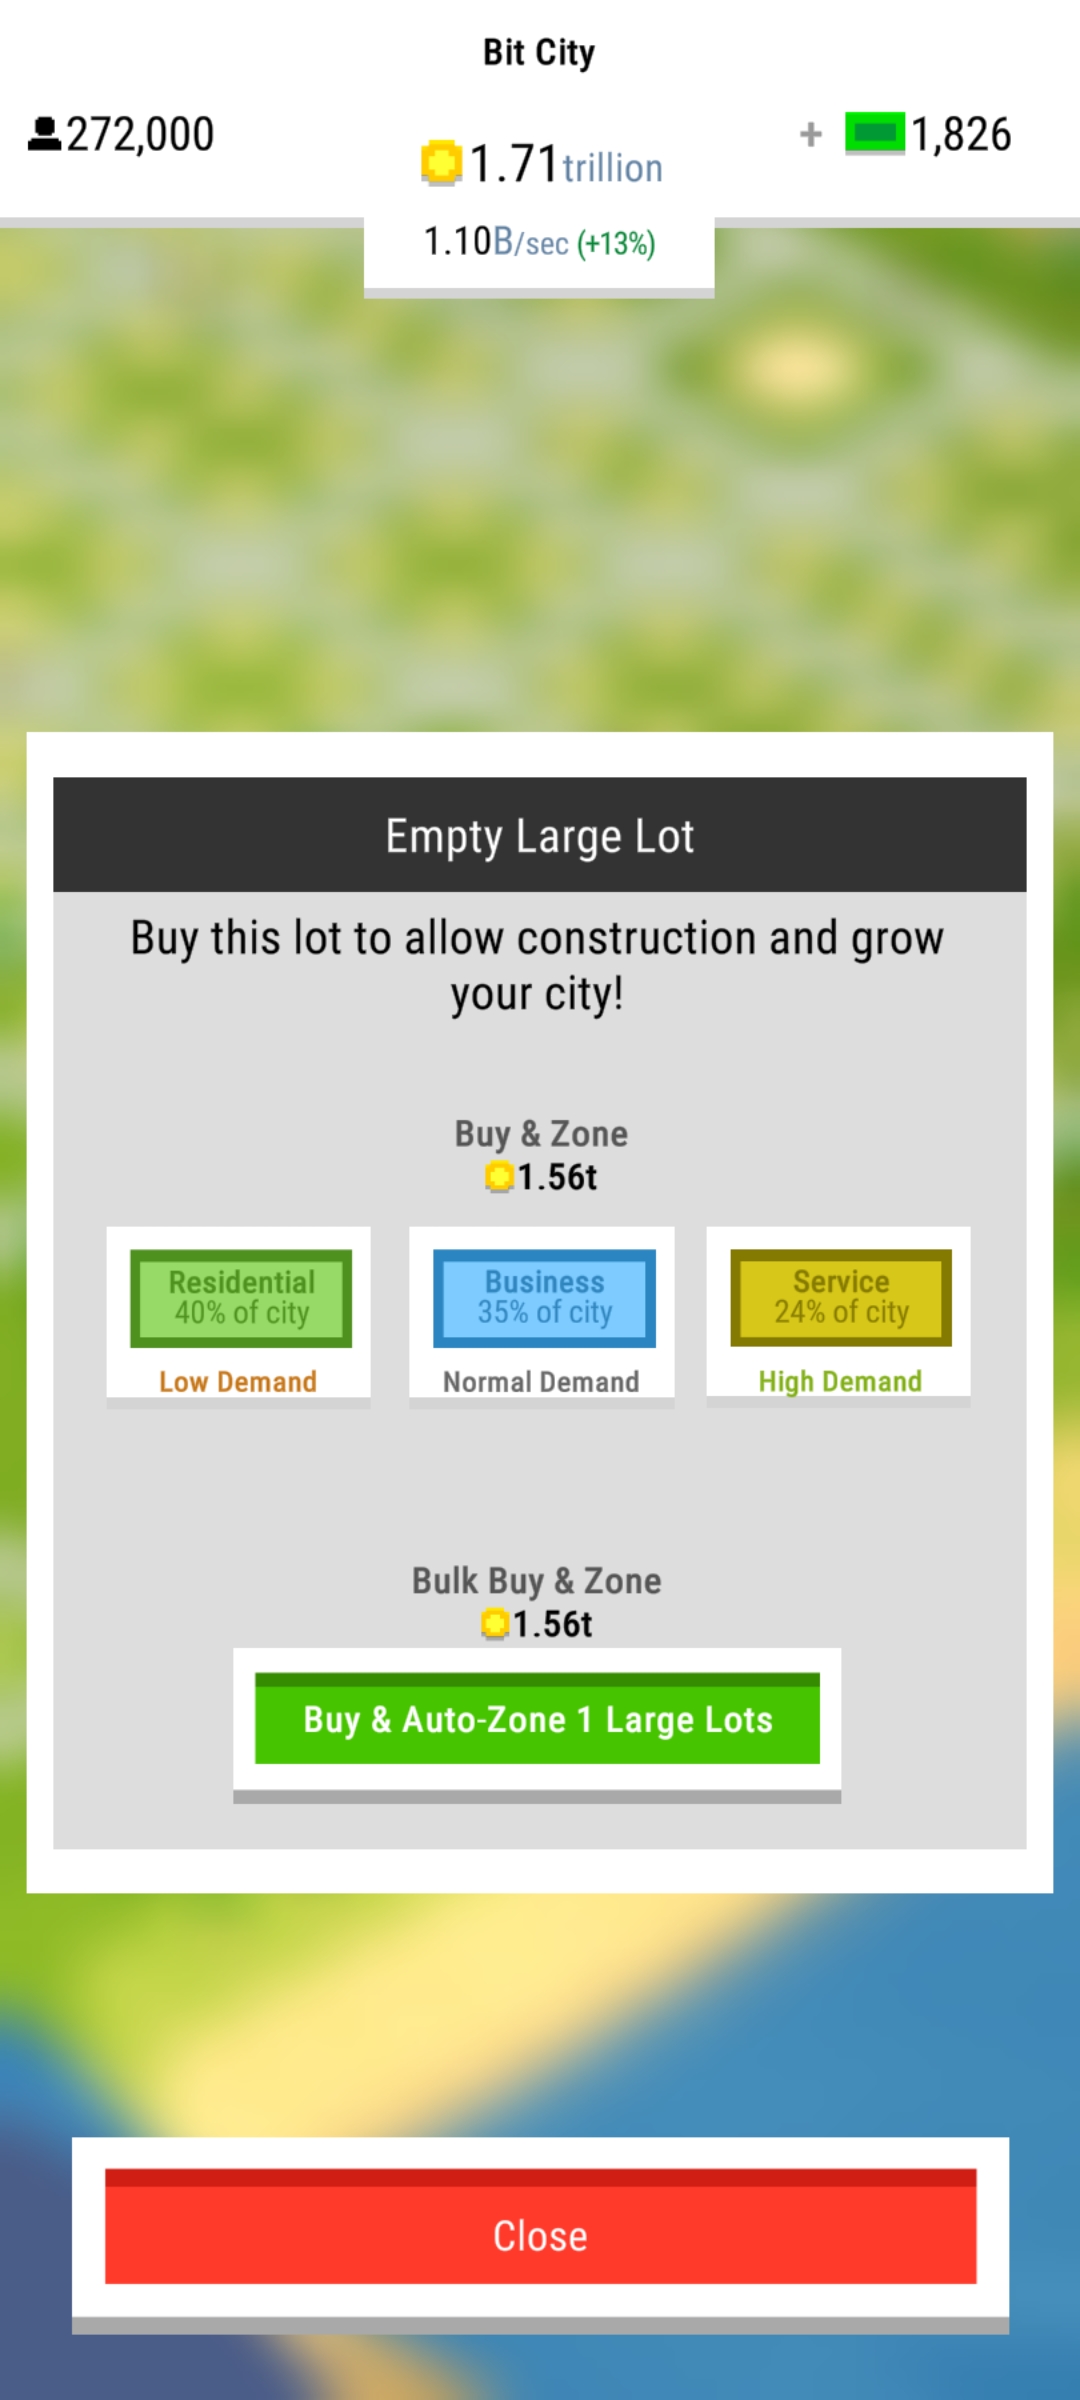 Bit City
272,000
1.71 trillion
+ 1,826
1.10B/sec (+13%)
Empty Large Lot
Buy this lot to allow construction and grow
your city!
Buy & Zone
1.56t
Residential
40% of city
Low Demand
Business
35% of city
Normal Demand
Service
24% of city
High Demand
Bulk Buy & Zone
1.56t
Buy & Auto-Zone 1 Large Lots
Close